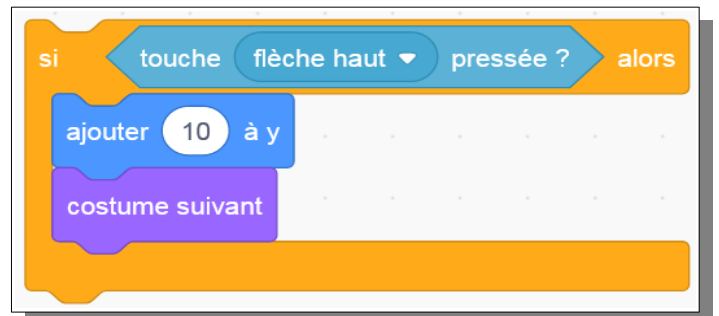 si touche flèche haut pressée ? alors
ajouter 10 à y
costume suivant